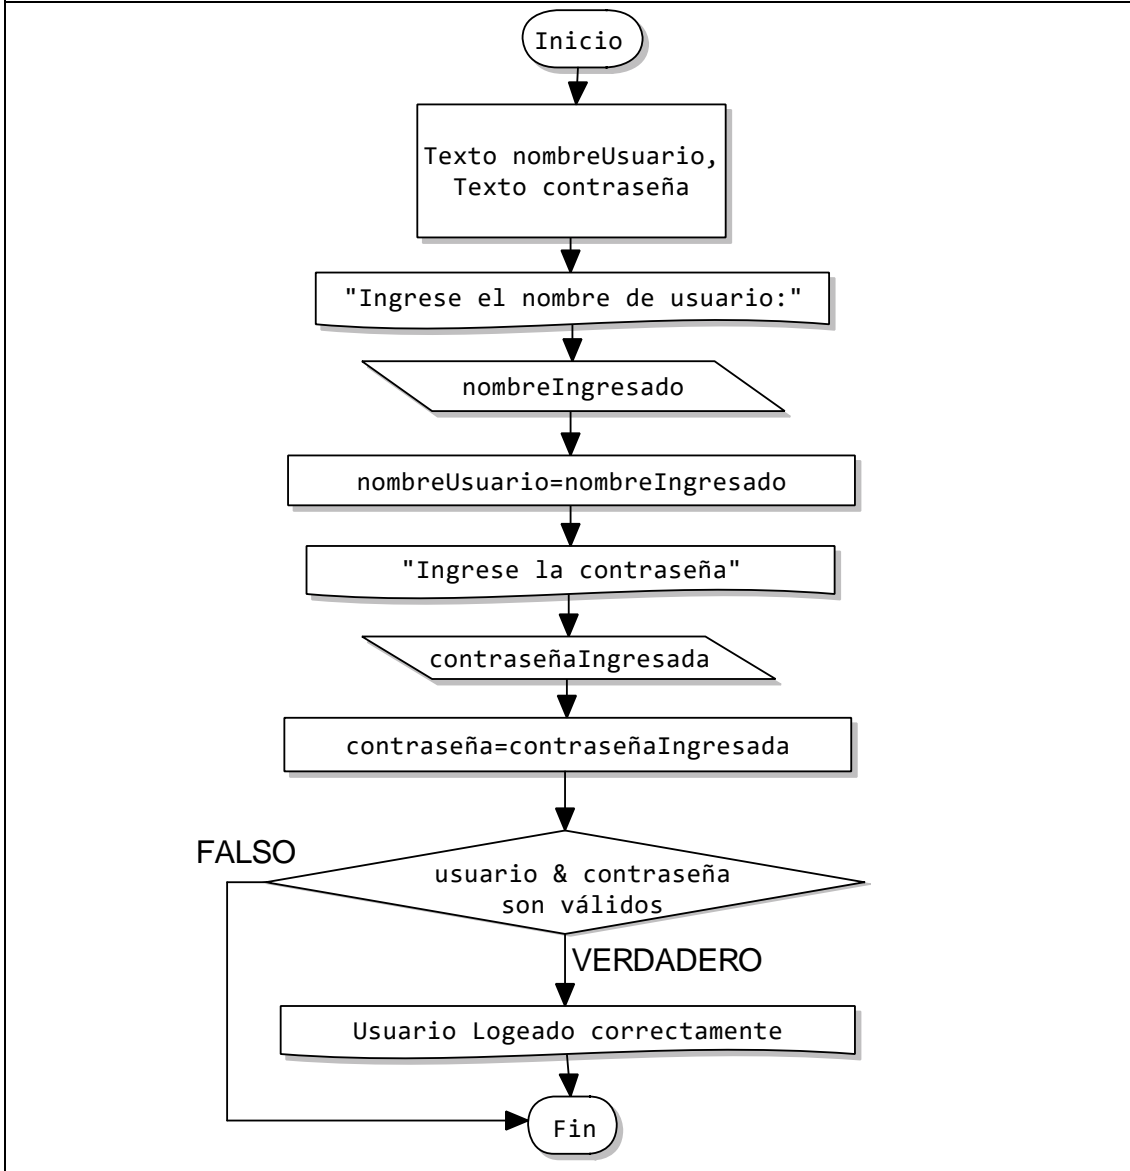 Inicio
Texto nombreUsuario,
Texto contraseña
"Ingrese el nombre de usuario:"
nombreIngresado
nombreUsuario=nombreIngresado
"Ingrese la contraseña"
contraseñaIngresada
contraseña=contraseñaIngresada
FALSO
usuario & contraseña
son válidos
VERDADERO
Usuario Logeado correctamente
Fin